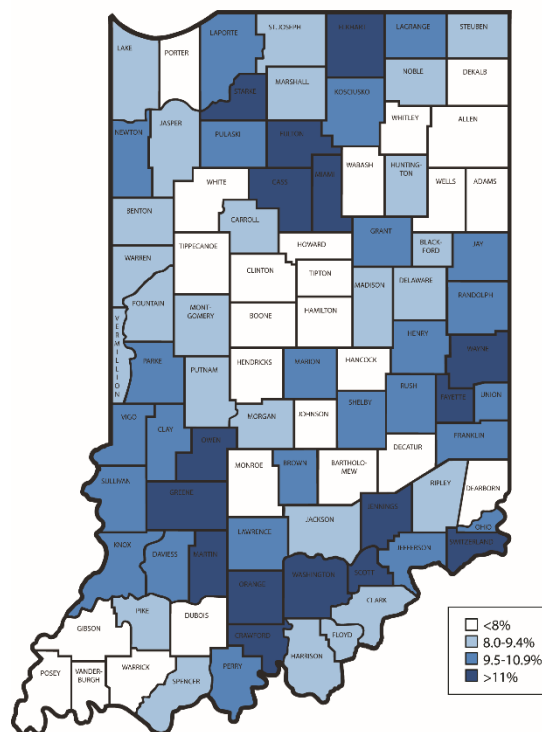 LAKE
PORTER
LAPORTE
ST. JOSEPH
ELKHART
LAGRANGE
STEUBEN
NOBLE
DEKALB
STARKE
MARSHALL
KOSCIUSKO
WHITLEY
ALLEN
NEWTON
JASPER
PULASKI
FULTON
WABASH
HUNTING-
TON
WELLS
ADAMS
WHITE
CASS
MIAMI
BENTON
CARROLL
HOWARD
GRANT
BLACK-
FORD
JAY
WARREN
TIPPECANOE
CLINTON
TIPTON
MADISON
DELAWARE
RANDOLPH
FOUNTAIN
MONT-
GOMERY
BOONE
HAMILTON
HENRY
WAYNE
VERMILLION
PARKE
PUTNAM
HENDRICKS
MARION
HANCOCK
RUSH
FAYETTE
UNION
VIGO
CLAY
OWEN
MORGAN
JOHNSON
SHELBY
FRANKLIN
DECATUR
SULLIVAN
GREENE
MONROE
BROWN
BARTHOLO-
MEW
RIPLEY
DEARBORN
JENNINGS
OHIO
JACKSON
SWITZERLAND
KNOX
DAVIESS
MARTIN
LAWRENCE
JEFFERSON
SCOTT
WASHINGTON
ORANGE
CLARK
GIBSON
PIKE
DUBOIS
CRAWFORD
FLOYD
HARRISON
POSEY
VANDER-
BURGH
WARRICK
SPENCER
PERRY
<8%
8.0-9.4%
9.5-10.9%
>11%